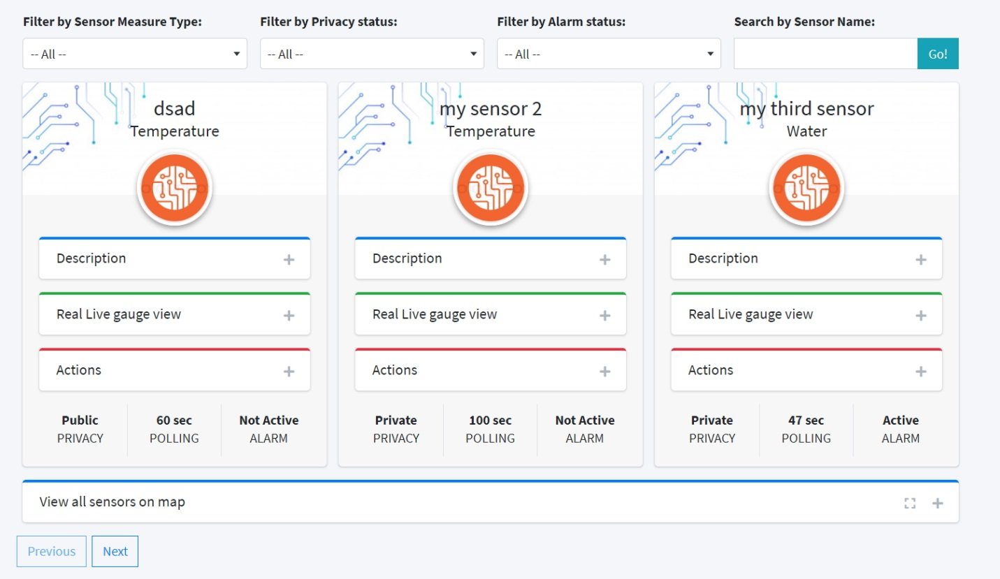 Filter by Sensor Measure Type:
Filter by Privacy status:
Filter by Alarm status:
Search by Sensor Name:
-- All --
-- All --
-- All --
Go!
dsad
Temperature
Description
Real Live gauge view
Actions
Public
PRIVACY
60 sec
POLLING
Not Active
ALARM
my sensor 2
Temperature
Description
Real Live gauge view
Actions
Private
PRIVACY
100 sec
POLLING
Not Active
ALARM
my third sensor
Water
Description
Real Live gauge view
Actions
Private
PRIVACY
47 sec
POLLING
Active
ALARM
View all sensors on map
Previous
Next